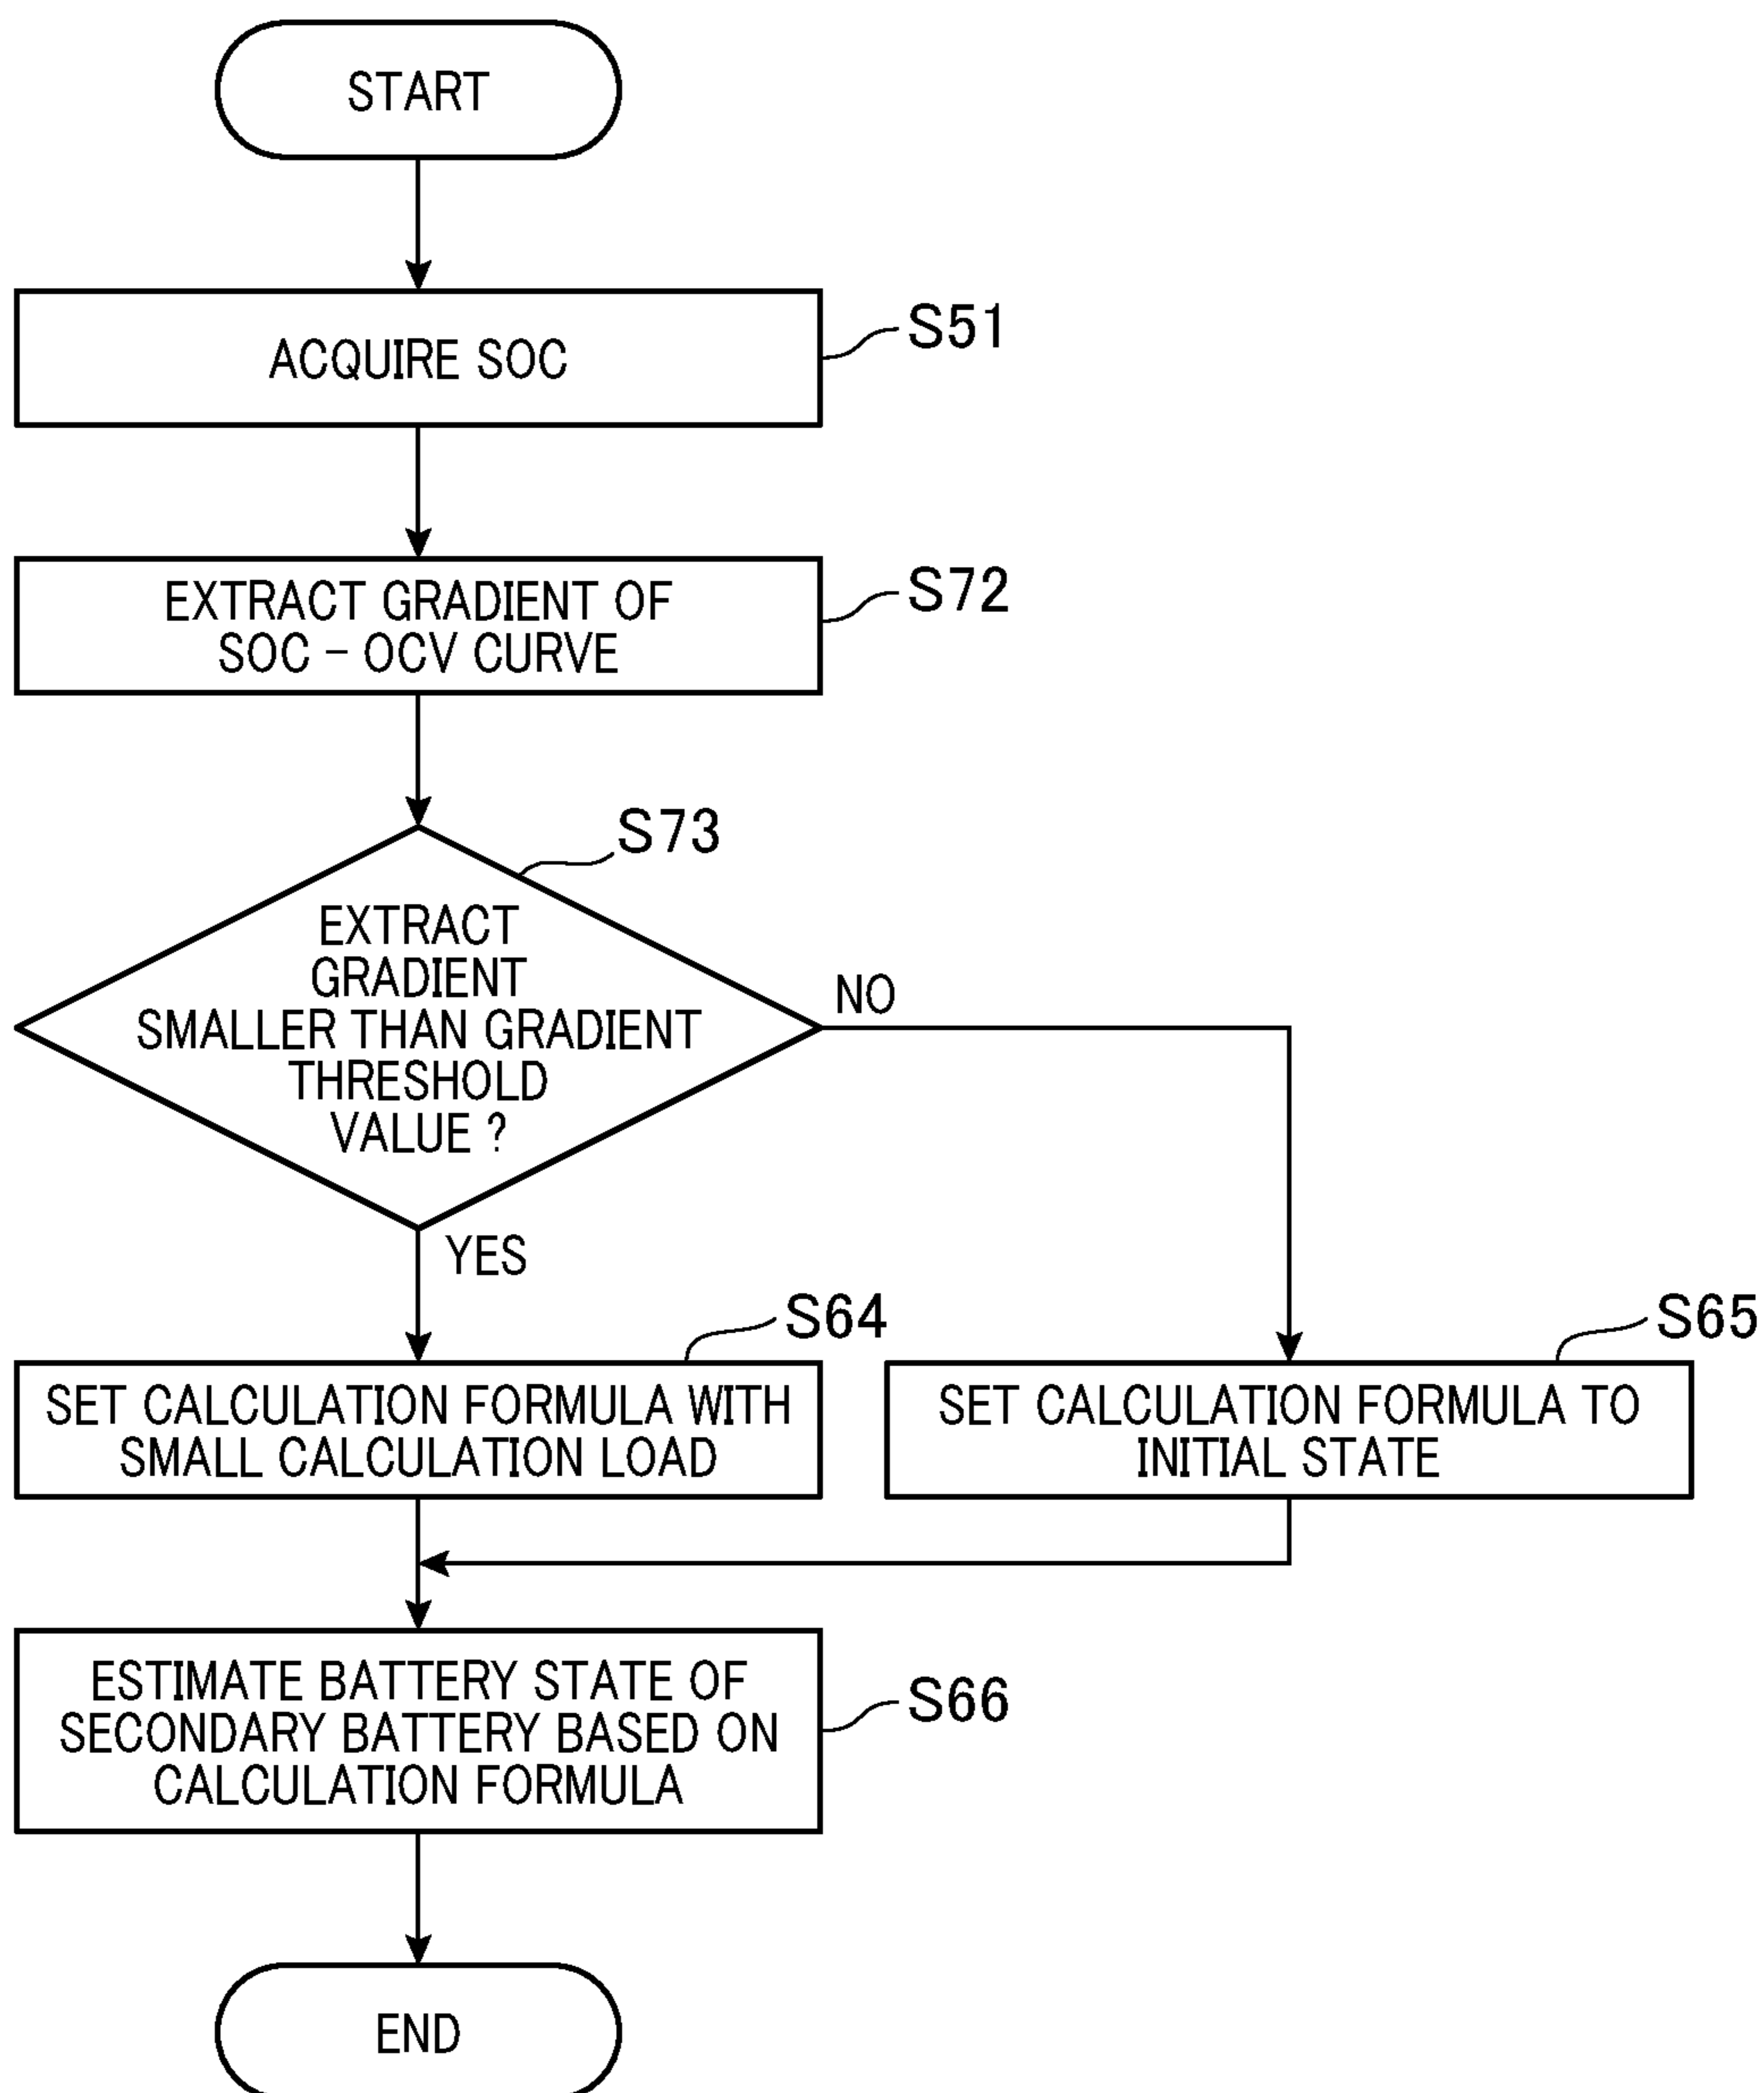 START
ACQUIRE SOC
S51
EXTRACT GRADIENT OF
SOC – OCV CURVE
S72
S73
EXTRACT
GRADIENT
SMALLER THAN GRADIENT
THRESHOLD
VALUE ?
NO
YES
S64
SET CALCULATION FORMULA WITH
SMALL CALCULATION LOAD
S65
SET CALCULATION FORMULA TO
INITIAL STATE
ESTIMATE BATTERY STATE OF
SECONDARY BATTERY BASED ON
CALCULATION FORMULA
S66
END